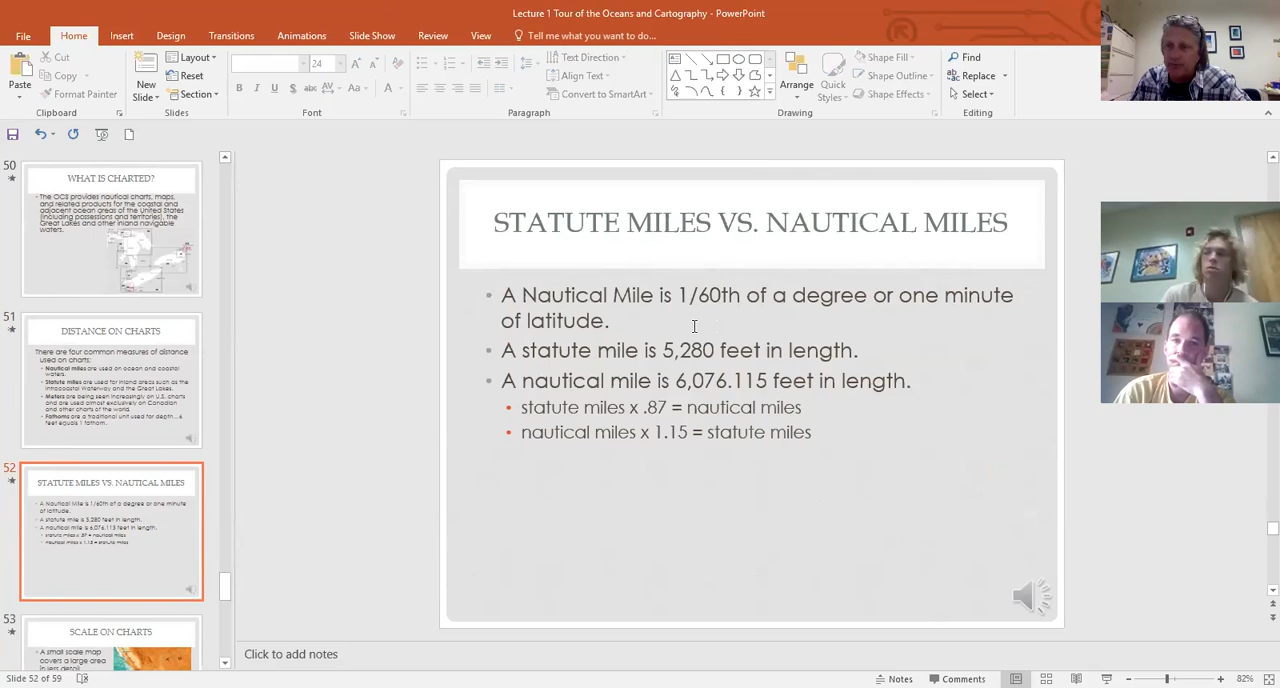 Lecture 1 Tour of the Oceans and Cartography - PowerPoint
File Home Insert Design Transitions Animations Slide Show Review View Tell me what you want to do...
Paste
Cut
Copy
Format Painter
Clipboard
New
Slide
Layout
Reset
Section
Slides
24
B I U S abc AV Aa A
Font
Text Direction
Align Text
Convert to SmartArt
Paragraph
Arrange
Quick
Styles
Shape Fill
Shape Outline
Shape Effects
Drawing
Find
Replace
Select
Editing
50
WHAT IS CHARTED?
• The OCS provides nautical charts, maps,
and related products for the coastal and
adjacent ocean areas of the United States
(including possessions and territories), the
Great Lakes and other inland navigable
waters.
51
DISTANCE ON CHARTS
There are four common measures of distance
used on charts:
• Nautical miles are used on ocean and coastal
waters.
• Statute miles are used for inland areas such as the
Intracoastal Waterway and the Great Lakes.
• Meters are being seen increasingly on U.S. charts
and are used almost exclusively on Canadian
and other charts of the world.
• Fathoms are a traditional unit used for depth – 6
feet equals 1 fathom.
52
STATUTE MILES VS. NAUTICAL MILES
• A Nautical Mile is 1/60th of a degree or one minute
of latitude.
• A statute mile is 5,280 feet in length.
• A nautical mile is 6,076.115 feet in length.
• statute miles x .87 = nautical miles
• nautical miles x 1.15 = statute miles
53
SCALE ON CHARTS
• A small scale map
covers a large area
in less detail
STATUTE MILES VS. NAUTICAL MILES
• A Nautical Mile is 1/60th of a degree or one minute
of latitude.
• A statute mile is 5,280 feet in length.
• A nautical mile is 6,076.115 feet in length.
• statute miles x .87 = nautical miles
• nautical miles x 1.15 = statute miles
Click to add notes
Slide 52 of 59
Notes Comments 82%